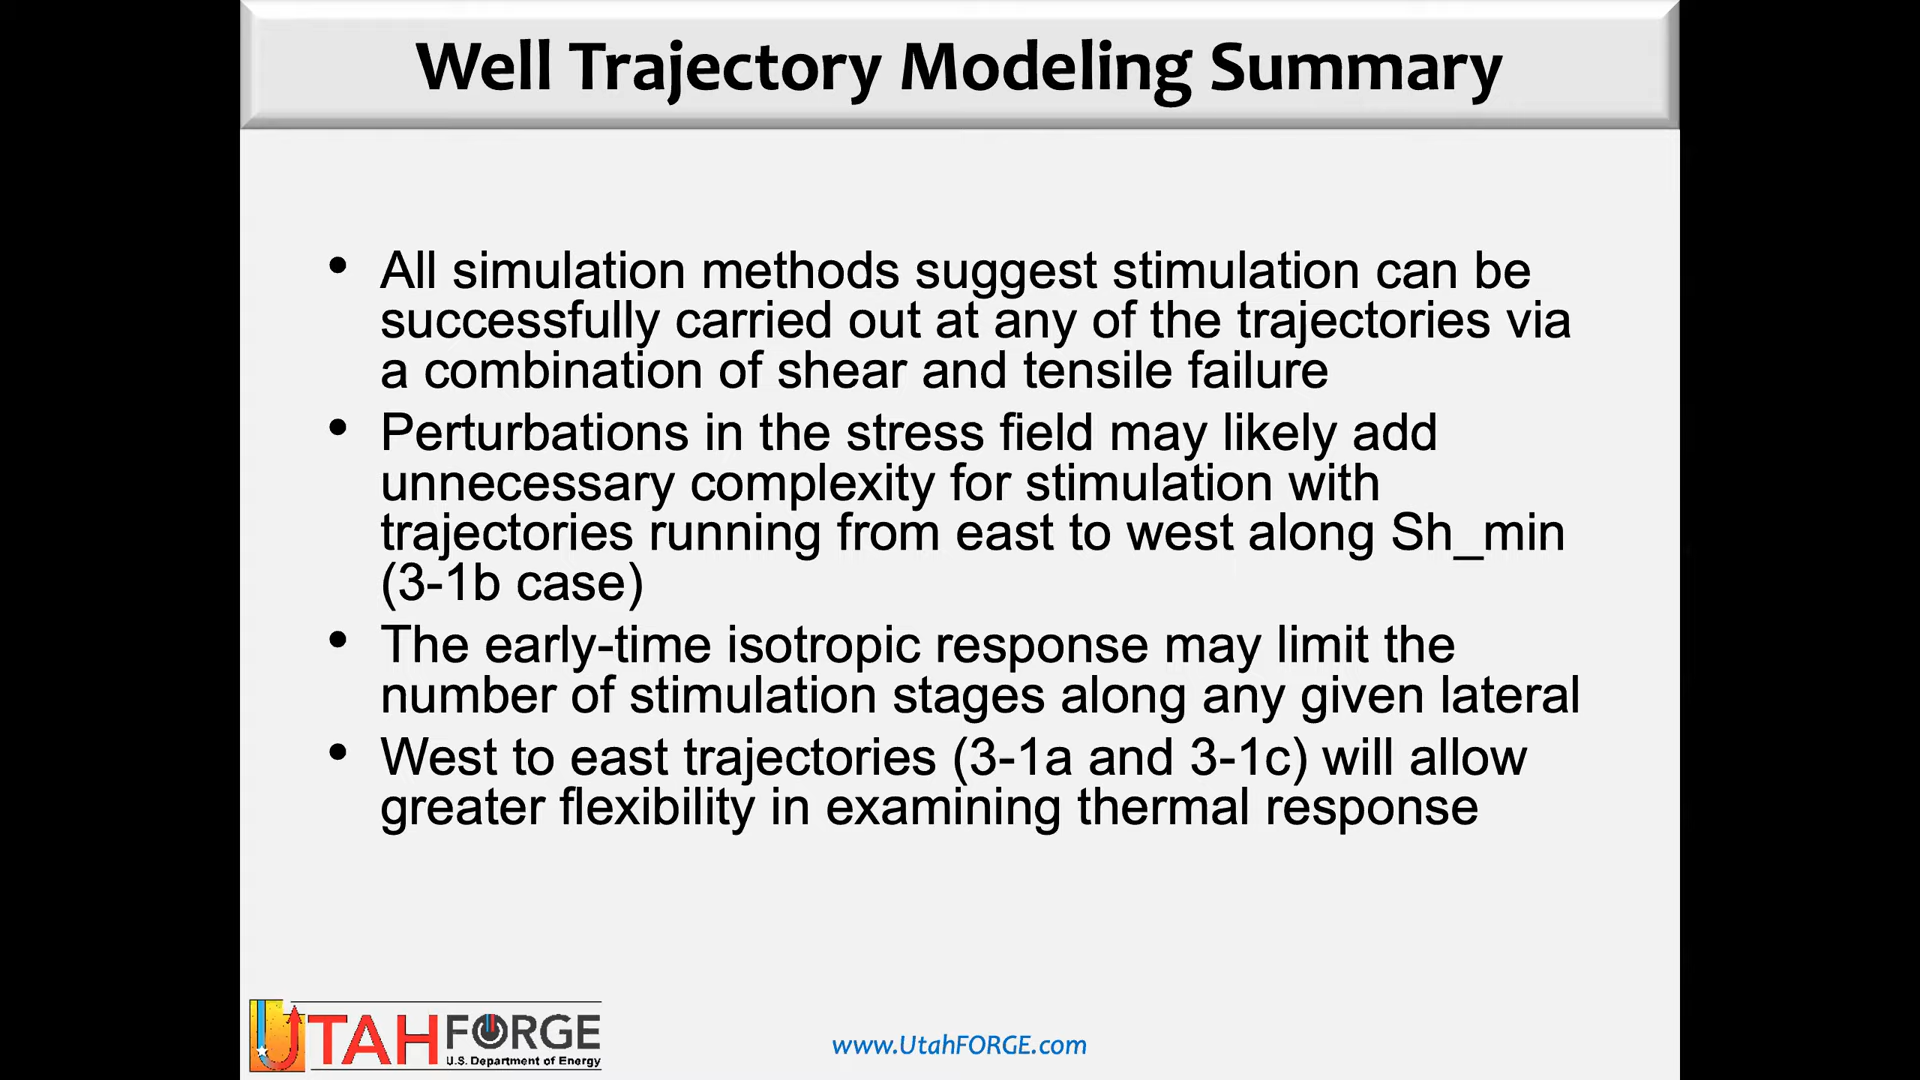 Well Trajectory Modeling Summary
• All simulation methods suggest stimulation can be
successfully carried out at any of the trajectories via
a combination of shear and tensile failure
• Perturbations in the stress field may likely add
unnecessary complexity for stimulation with
trajectories running from east to west along Sh_min
(3-1b case)
• The early-time isotropic response may limit the
number of stimulation stages along any given lateral
• West to east trajectories (3-1a and 3-1c) will allow
greater flexibility in examining thermal response
UTAH FORGE
U.S. Department of Energy
www.UtahFORGE.com